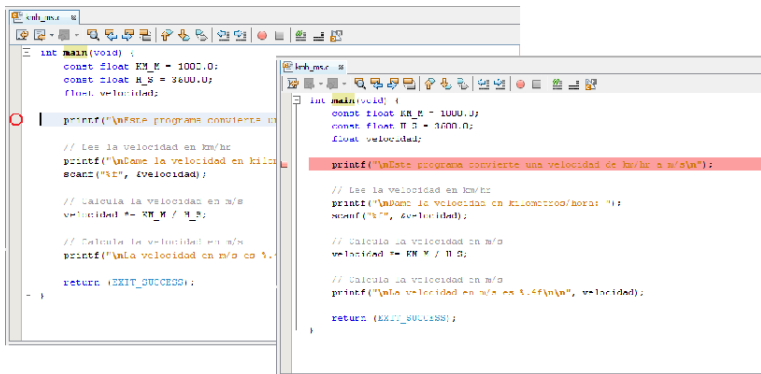 kmh_ms.c
int main(void) {
const float KM_M = 1000.0;
const float H_S = 3600.0;
float velocidad;
printf("\nEste programa convierte u
// Lee la velocidad en km/hr
printf("\nDame la velocidad en kilom
scanf("%f", &velocidad);
// Calcula la velocidad en m/s
velocidad *= KM_M / H_S;
// Calcula la velocidad en m/s
printf("\nLa velocidad en m/s es %.
return (EXIT_SUCCESS);
}
kmh_ms.c
int main(void) {
const float KM_M = 1000.0;
const float H_S = 3600.0;
float velocidad;
printf("\nEste programa convierte una velocidad de km/hr a m/s\n");
// Lee la velocidad en km/hr
printf("\nDame la velocidad en kilometros/hora: ");
scanf("%f", &velocidad);
// Calcula la velocidad en m/s
velocidad *= KM_M / H_S;
// Calcula la velocidad en m/s
printf("\nLa velocidad en m/s es %.4f\n\n", velocidad);
return (EXIT_SUCCESS);
}